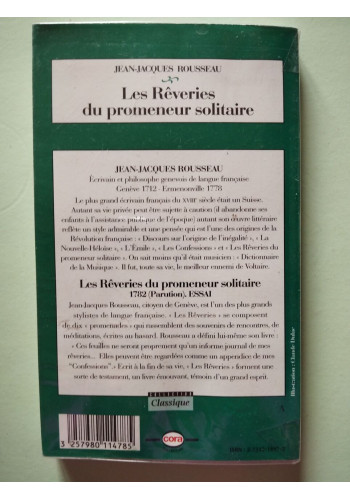 JEAN-JACQUES ROUSSEAU
Les Rêveries
du promeneur solitaire
JEAN-JACQUES ROUSSEAU
Ecrivain et philosophe genevois de langue française
Genève 1712 - Ermenonville 1778
Le plus grand écrivain français du XVIIIe siècle était un Suisse.
Autant sa vie privée peut être sujette à caution (il abandonne ses
enfants à l'assistance publique de l'époque) autant son œuvre littéraire
reflète un style admirable et une pensée qui est l'une des origines de la
Révolution française : « Discours sur l'origine de l'inégalité », « La
Nouvelle-Héloïse », « L'Émile », « Les Confessions » et « Les Rêveries du
promeneur solitaire ». On sait moins qu'il était musicien : « Dictionnaire
de la Musique ». Il fut, toute sa vie, le meilleur ennemi de Voltaire.
Les Rêveries du promeneur solitaire
1782 (Parution). ESSAI
Jean-Jacques Rousseau, citoyen de Genève, est l'un des plus grands
stylistes de langue française. « Les Rêveries » se composent
de dix « promenades » qui rassemblent des souvenirs de rencontres, de
méditations, écrits au hasard. Rousseau a défini lui-même son livre :
« Ces feuilles ne seront proprement qu'un informe journal de mes
rêveries... Elles peuvent être regardées comme un appendice de mes
"Confessions". » Ecrit à la fin de sa vie, « Les Rêveries » forment une
sorte de testament, un livre émouvant, témoin d'un grand esprit.
COLLECTION
Classique
cora
3 257980 114785
Illustration : Claude Dubé